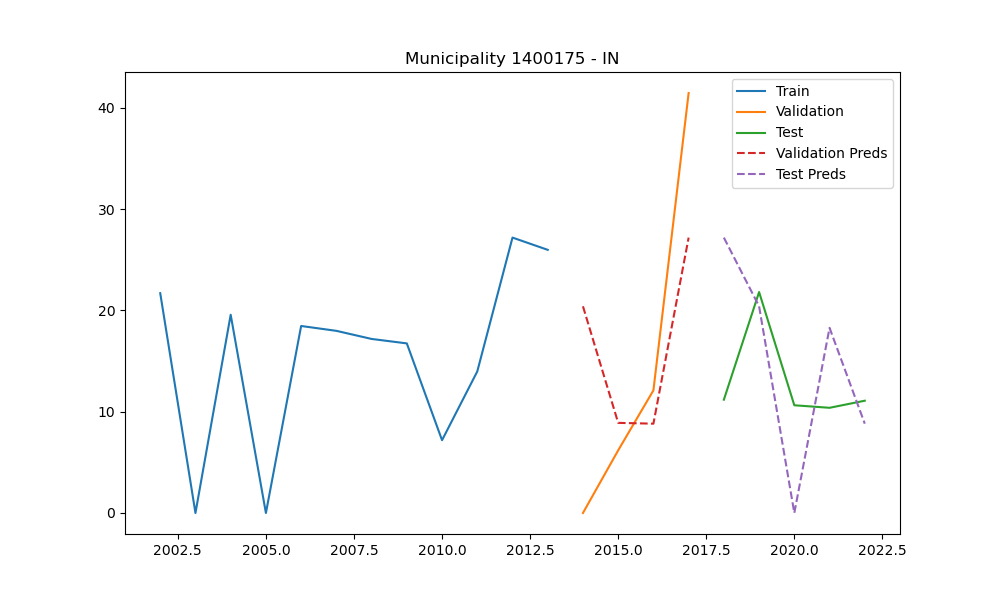 Municipality 1400175 - IN
Train
Validation
Test
Validation Preds
Test Preds
40
30
20
10
0
2002.5 2005.0 2007.5 2010.0 2012.5 2015.0 2017.5 2020.0 2022.5